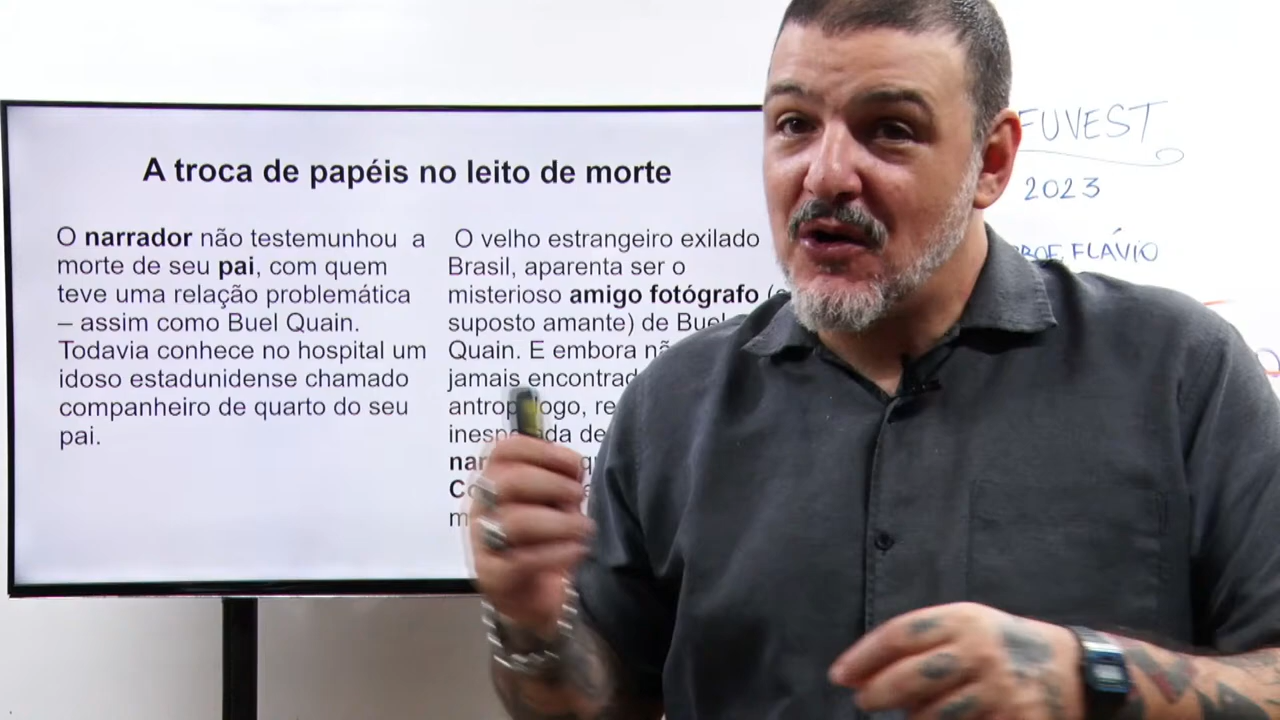 A troca de papéis no leito de morte
O narrador não testemunhou a
morte de seu pai, com quem
teve uma relação problemática
– assim como Buel Quain.
Todavia conhece no hospital um
idoso estadunidense chamado
companheiro de quarto do seu
pai.
O velho estrangeiro exilado
Brasil, aparenta ser o
misterioso amigo fotógrafo
suposto amante) de Buel
Quain. E embora
jamais
FUVEST
2023
PROF. FLÁVIO